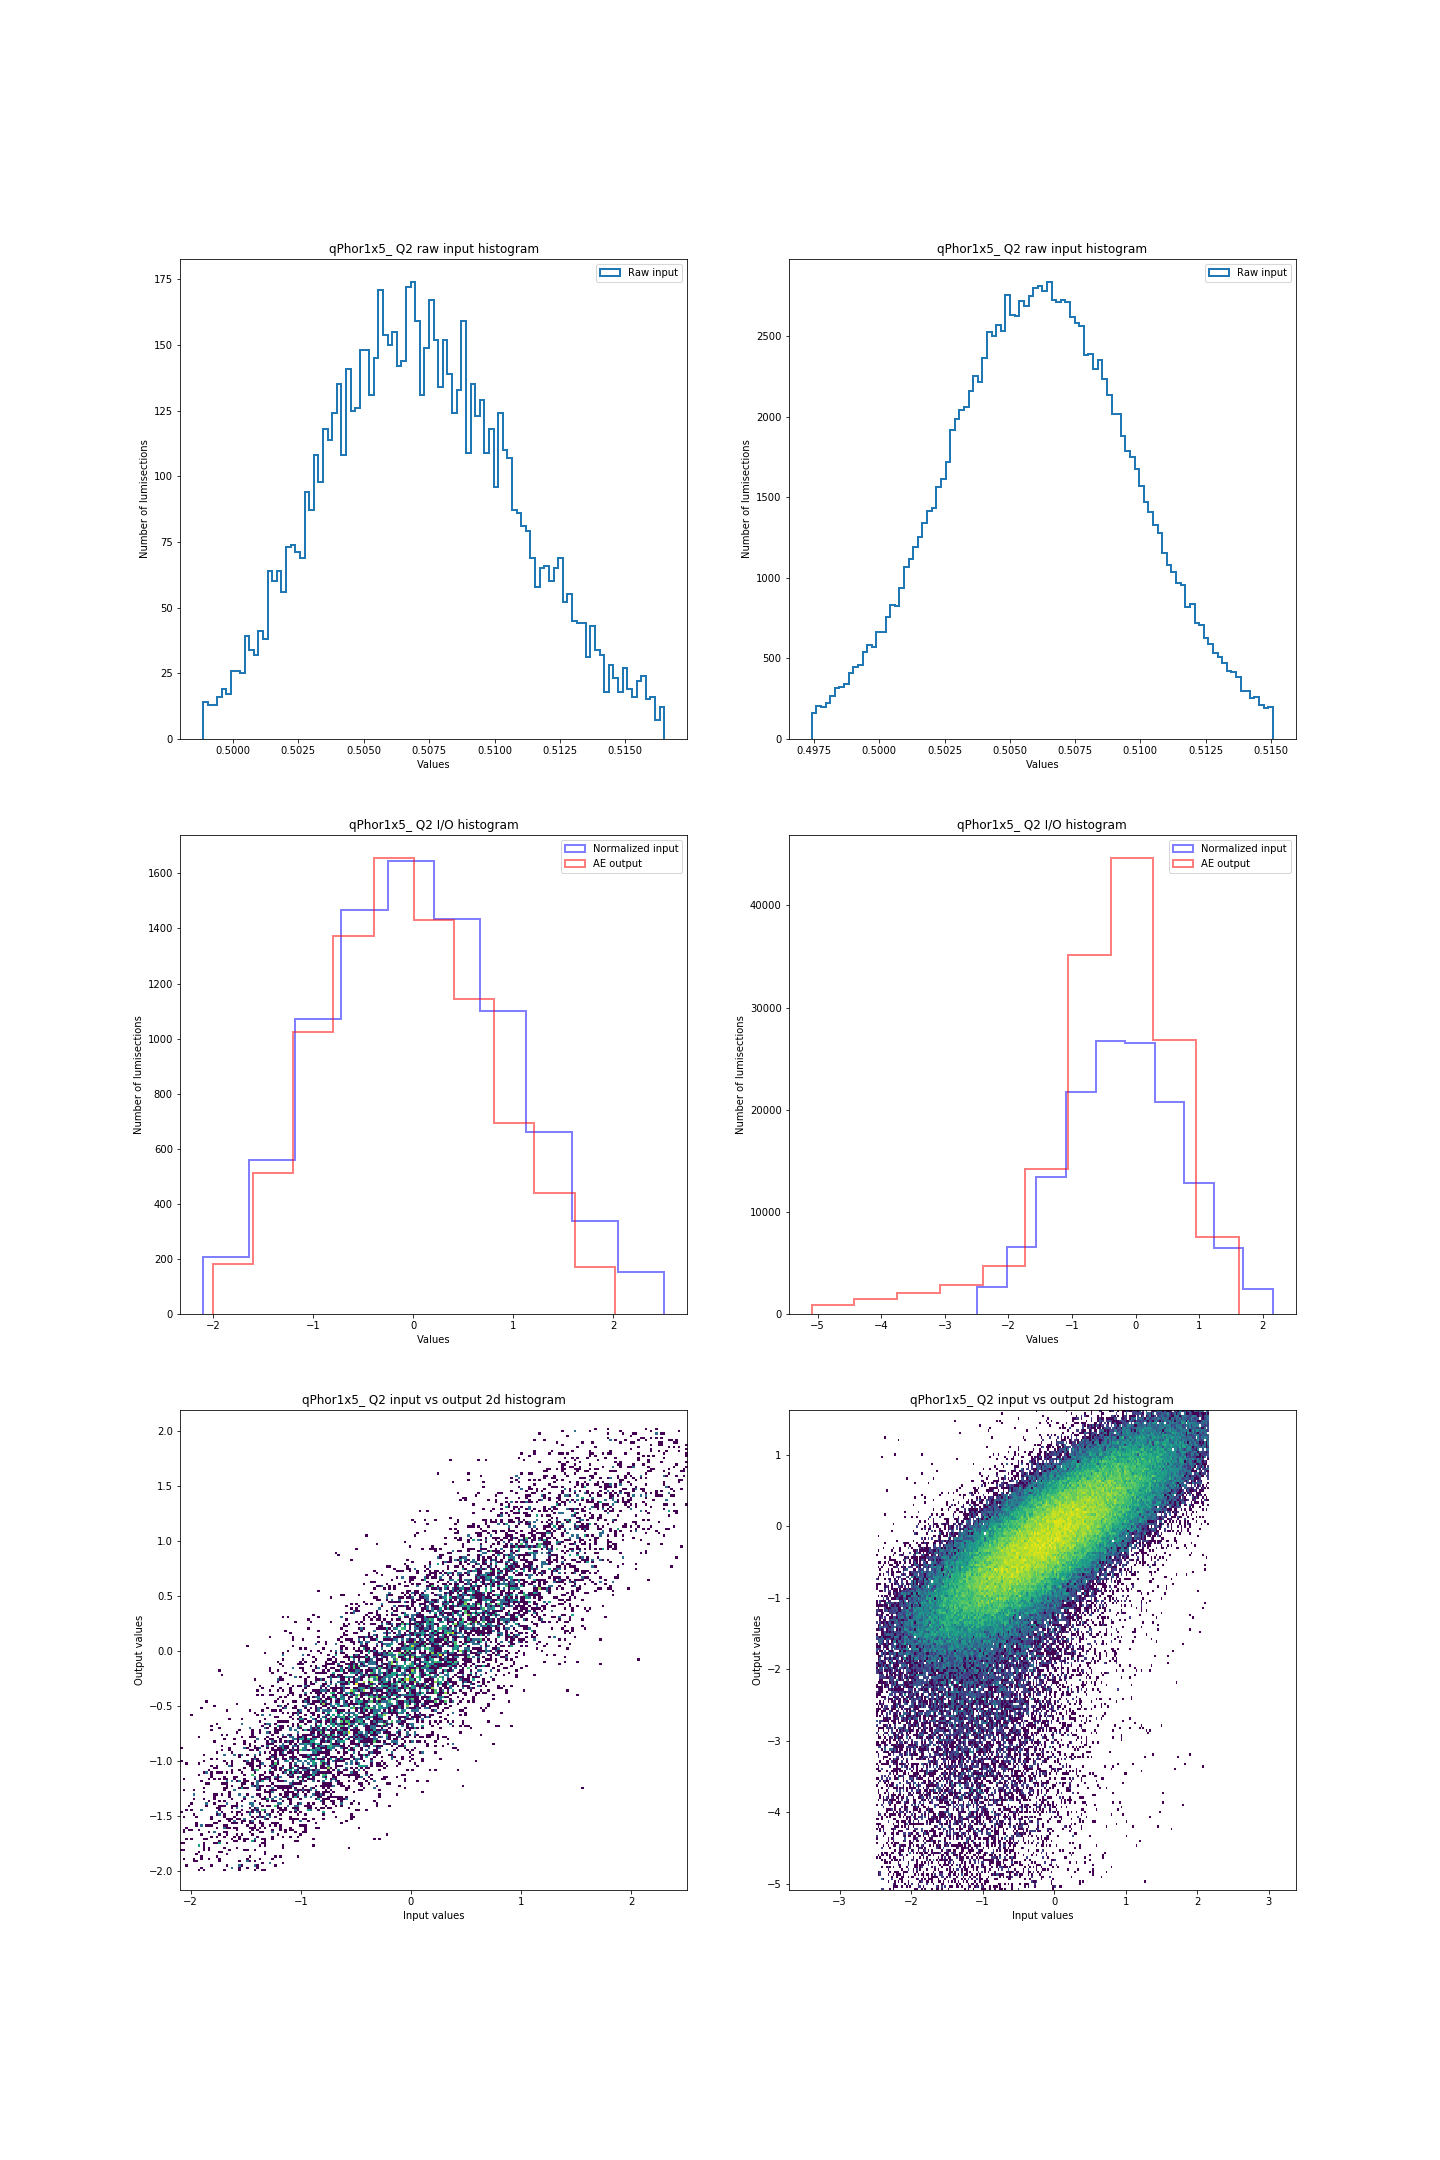 qPhor1x5_ Q2 raw input histogram
Raw input
175
150
125
100
75
50
25
0
Number of lumisections
0.5000 0.5025 0.5050 0.5075 0.5100 0.5125 0.5150
Values
qPhor1x5_ Q2 raw input histogram
Raw input
2500
2000
1500
1000
500
0
Number of lumisections
0.4975 0.5000 0.5025 0.5050 0.5075 0.5100 0.5125 0.5150
Values
qPhor1x5_ Q2 I/O histogram
Normalized input
AE output
1600
1400
1200
1000
800
600
400
200
0
Number of lumisections
−2 −1 0 1 2
Values
qPhor1x5_ Q2 I/O histogram
Normalized input
AE output
40000
30000
20000
10000
0
Number of lumisections
−5 −4 −3 −2 −1 0 1 2
Values
qPhor1x5_ Q2 input vs output 2d histogram
2.0
1.5
1.0
0.5
0.0
−0.5
−1.0
−1.5
−2.0
Output values
−2 −1 0 1 2
Input values
qPhor1x5_ Q2 input vs output 2d histogram
1
0
−1
−2
−3
−4
−5
Output values
−3 −2 −1 0 1 2 3
Input values